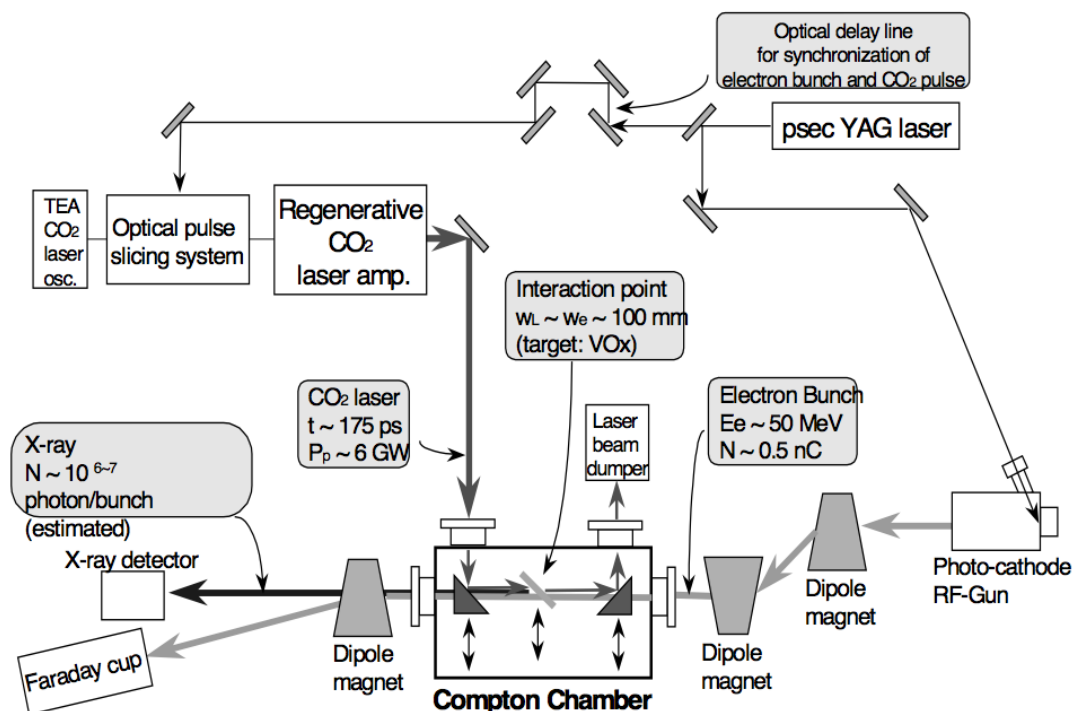 Optical delay line
for synchronization of
electron bunch and CO2 pulse
psec YAG laser
TEA
CO2
laser
osc.
Optical pulse
slicing system
Regenerative
CO2
laser amp.
Interaction point
wL ~ we ~ 100 mm
(target: VOx)
CO2 laser
t ~ 175 ps
Pp ~ 6 GW
Laser
beam
dumper
Electron Bunch
Ee ~ 50 MeV
N ~ 0.5 nC
X-ray
N ~ 10 6~7
photon/bunch
(estimated)
X-ray detector
Faraday cup
Dipole
magnet
Compton Chamber
Dipole
magnet
Dipole
magnet
Photo-cathode
RF-Gun